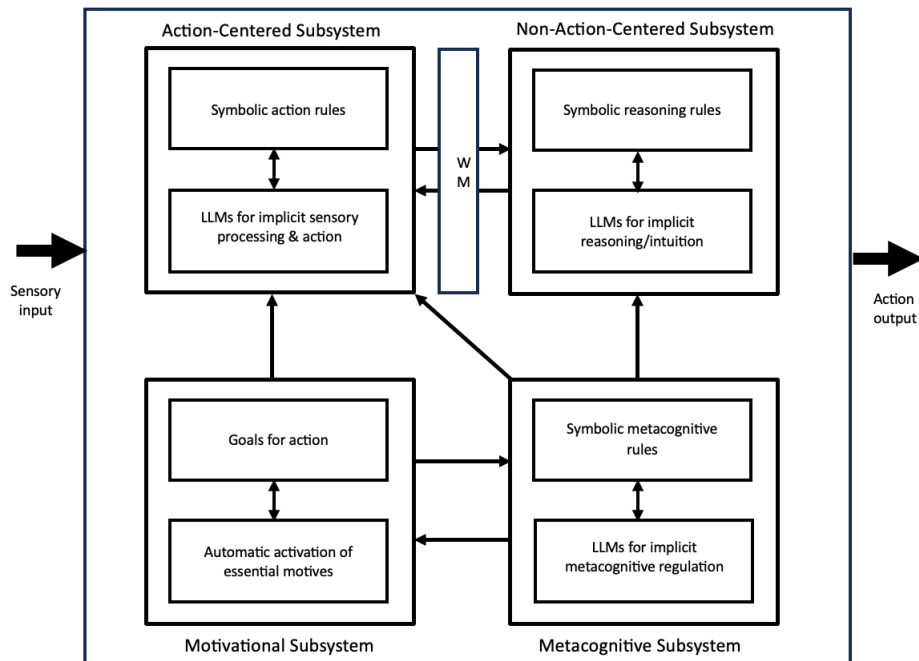 Action-Centered Subsystem
Non-Action-Centered Subsystem
Symbolic action rules
Symbolic reasoning rules
W
M
LLMs for implicit sensory
processing & action
LLMs for implicit
reasoning/intuition
Sensory
input
Action
output
Goals for action
Symbolic metacognitive
rules
Automatic activation of
essential motives
LLMs for implicit
metacognitive regulation
Motivational Subsystem
Metacognitive Subsystem